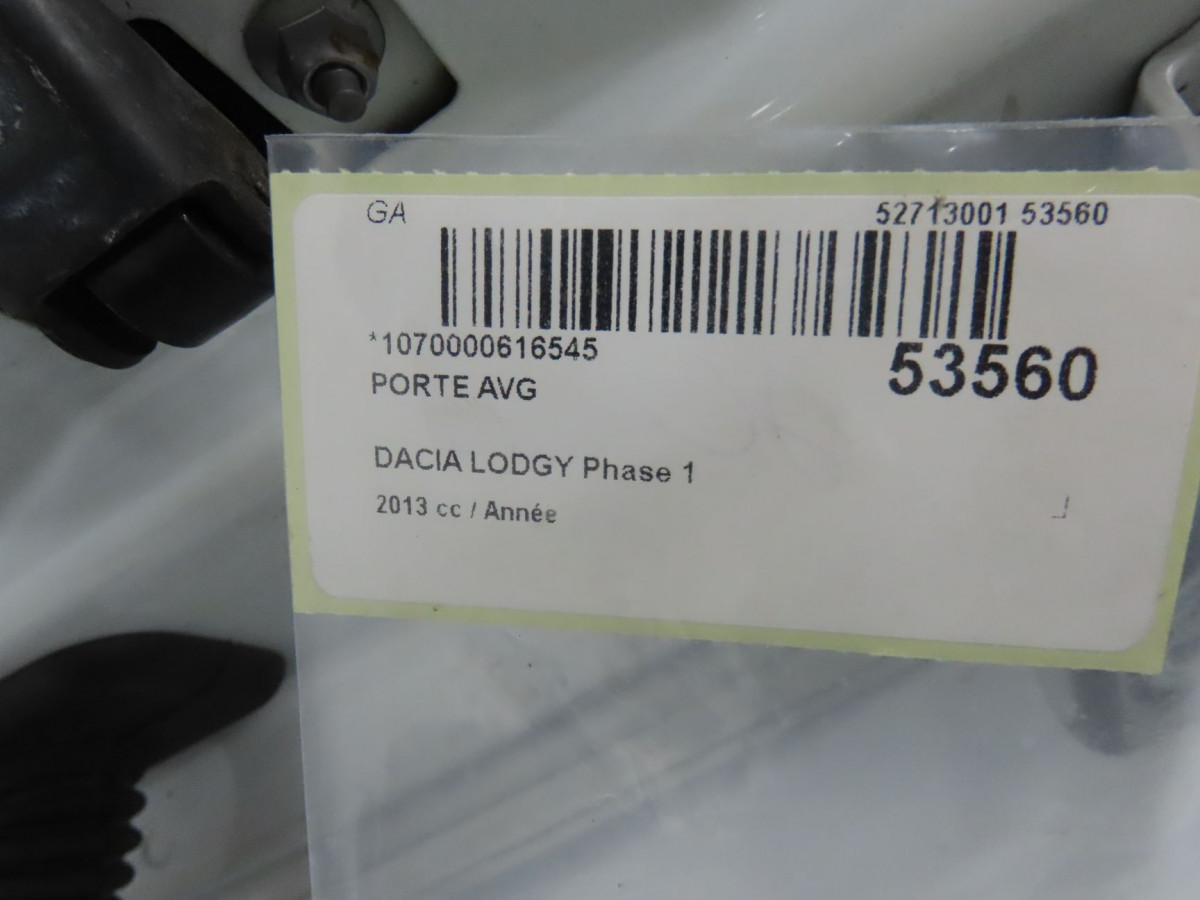 GA 52713001 53560
*1070000616545
53560
PORTE AVG
DACIA LODGY Phase 1
2013 cc / Année